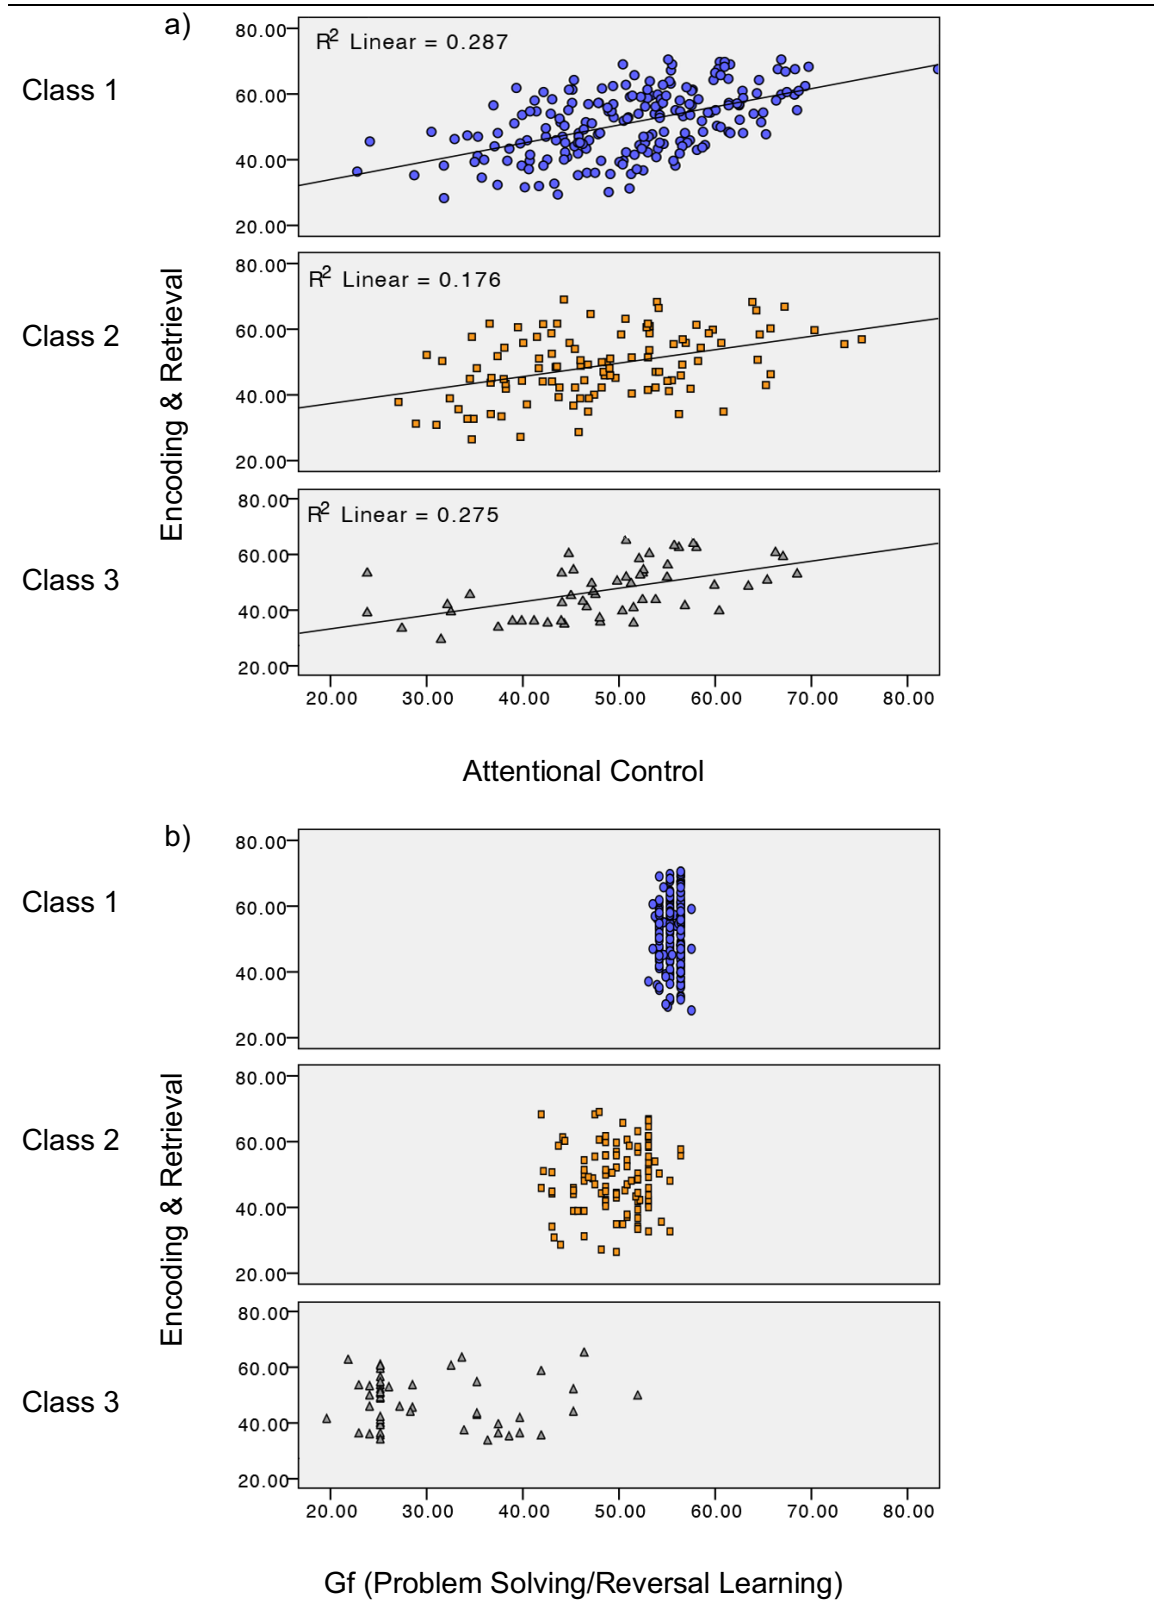 a)
Class 1
80.00
60.00
40.00
20.00
R² Linear = 0.287
Class 2
80.00
60.00
40.00
20.00
R² Linear = 0.176
Encoding & Retrieval
Class 3
80.00
60.00
40.00
20.00
R² Linear = 0.275
20.00 30.00 40.00 50.00 60.00 70.00 80.00
Attentional Control
b)
Class 1
80.00
60.00
40.00
20.00
Class 2
80.00
60.00
40.00
20.00
Encoding & Retrieval
Class 3
80.00
60.00
40.00
20.00
20.00 30.00 40.00 50.00 60.00 70.00 80.00
Gf (Problem Solving/Reversal Learning)